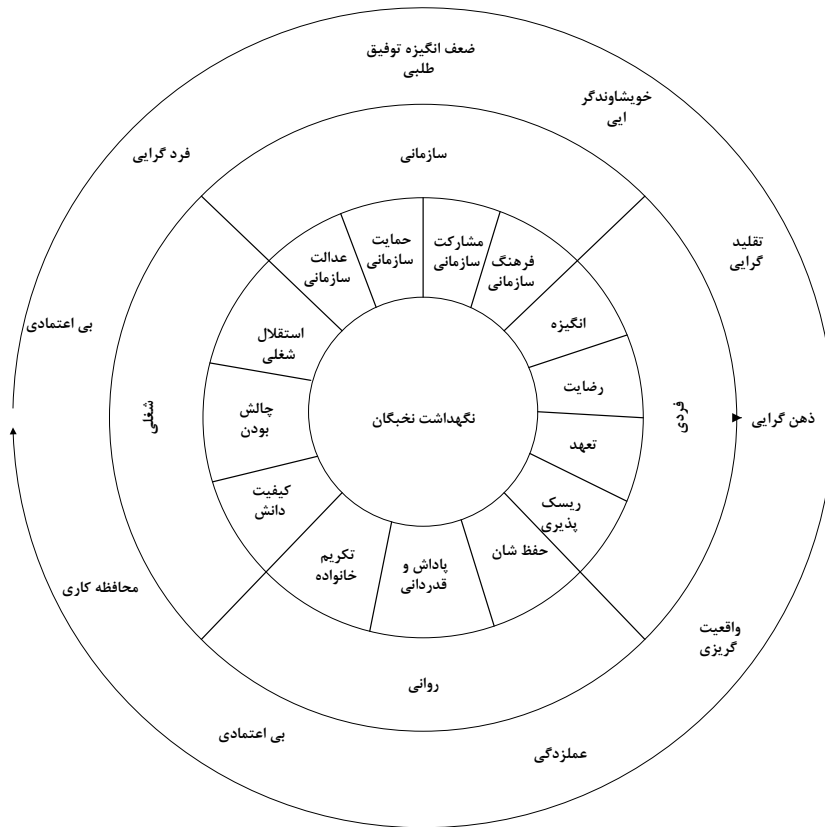 ضعف انگیزه توفیق
طلبی
خویشاوندگر
ایی
فرد گرایی
سازمانی
تقلید
گرایی
مشارکت
سازمانی
حمایت
سازمانی
فرهنگ
سازمانی
عدالت
سازمانی
انگیزه
بی اعتمادی
استقلال
شغلی
رضایت
چالش
بودن
نگهداشت نخبگان
ذهن گرایی
فردی
شغلی
تعهد
کیفیت
دانش
ریسک
پذیری
حفظ شان
پاداش و
قدردانی
تکریم
خانواده
محافظه کاری
واقعیت
گریزی
روانی
بی اعتمادی
عملزدگی